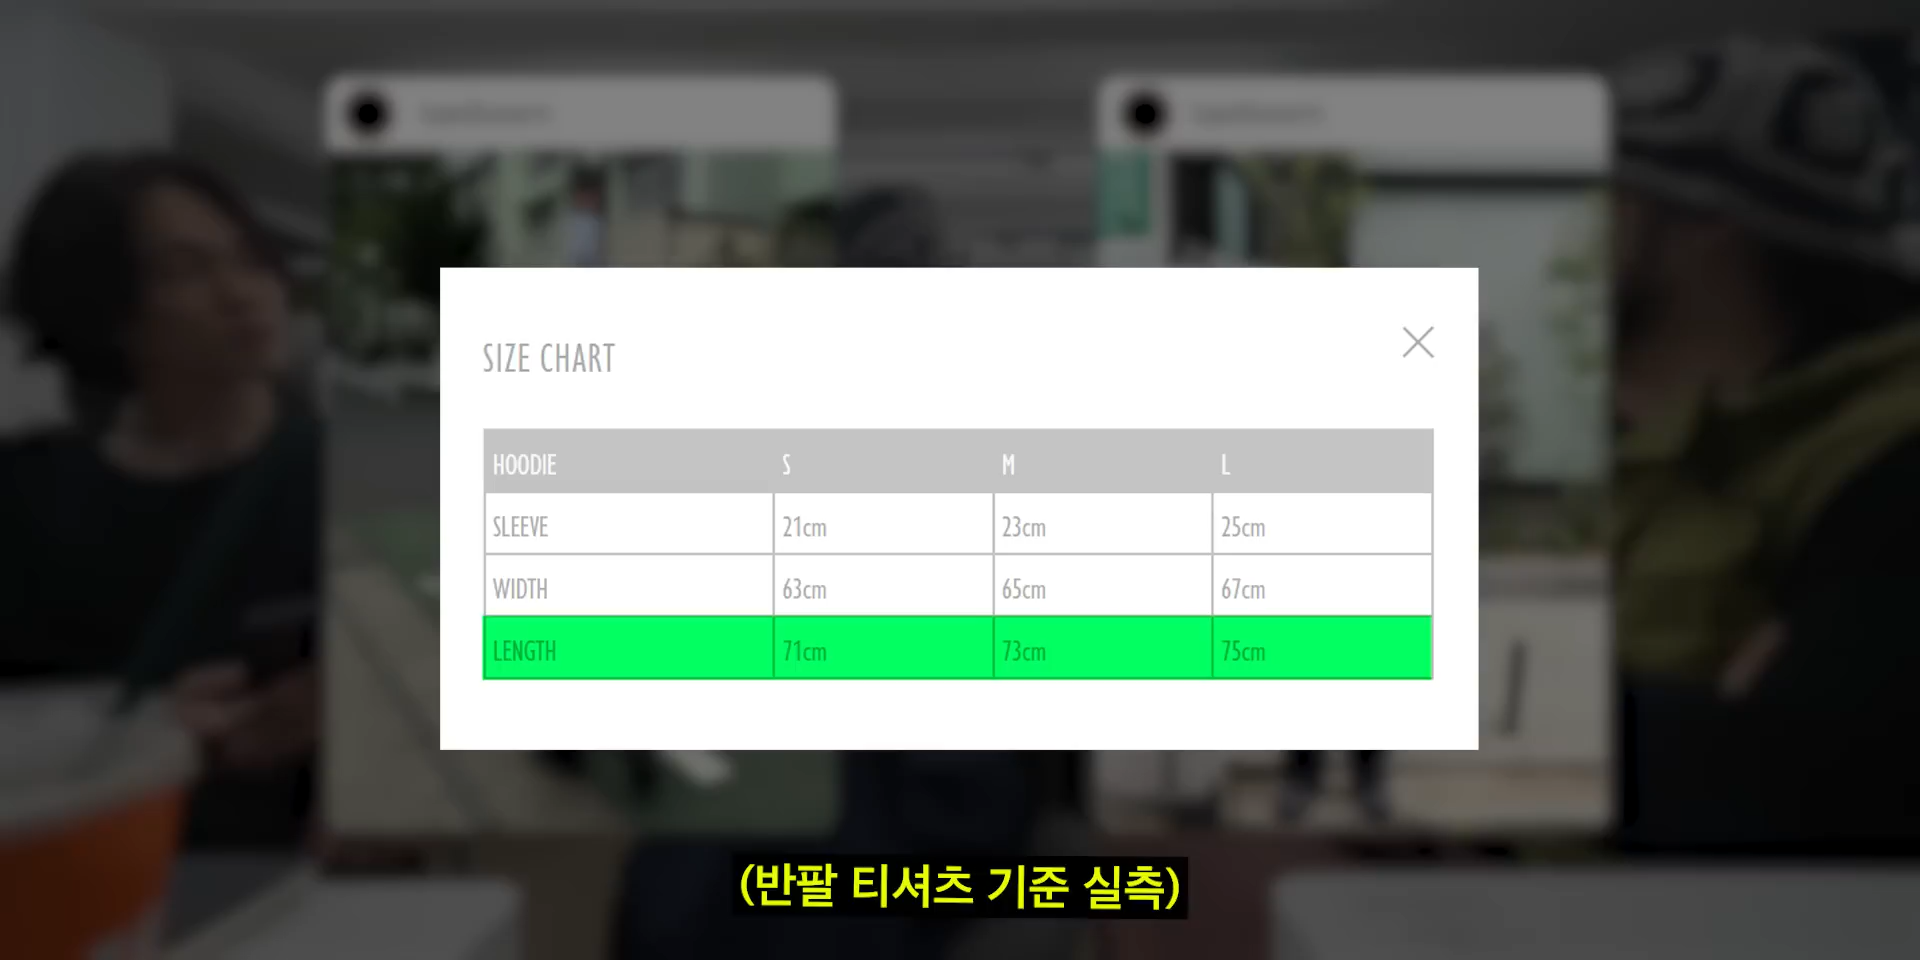 SIZE CHART
HOODIE S M L
SLEEVE 21cm 23cm 25cm
WIDTH 63cm 65cm 67cm
LENGTH 71cm 73cm 75cm
(반팔 티셔츠 기준 실측)